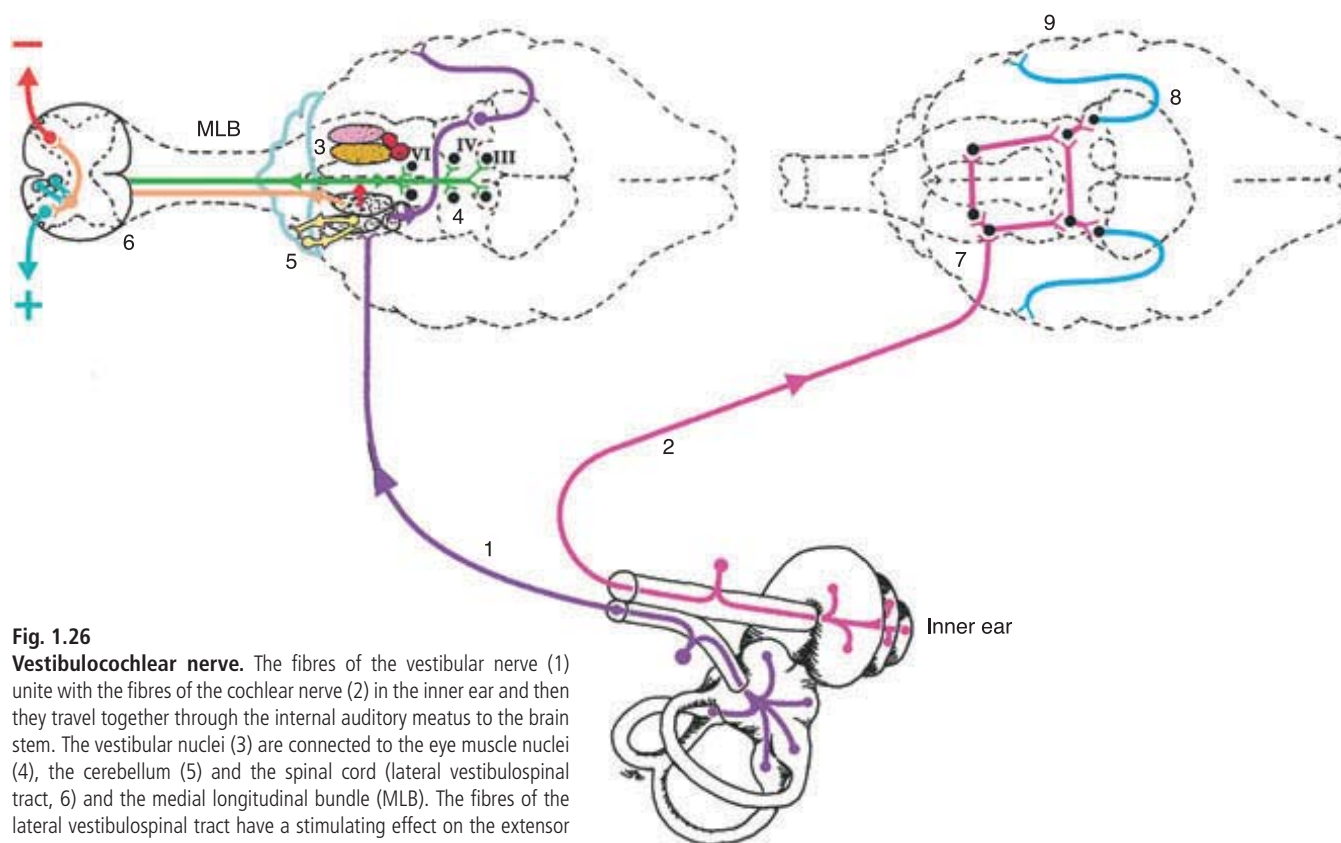 9
MLB
8
3
VI
IV
III
4
6
5
7
2
1
Inner ear
Fig. 1.26
Vestibulocochlear nerve. The fibres of the vestibular nerve (1)
unite with the fibres of the cochlear nerve (2) in the inner ear and then
they travel together through the internal auditory meatus to the brain
stem. The vestibular nuclei (3) are connected to the eye muscle nuclei
(4), the cerebellum (5) and the spinal cord (lateral vestibulospinal
tract, 6) and the medial longitudinal bundle (MLB). The fibres of the
lateral vestibulospinal tract have a stimulating effect on the extensor